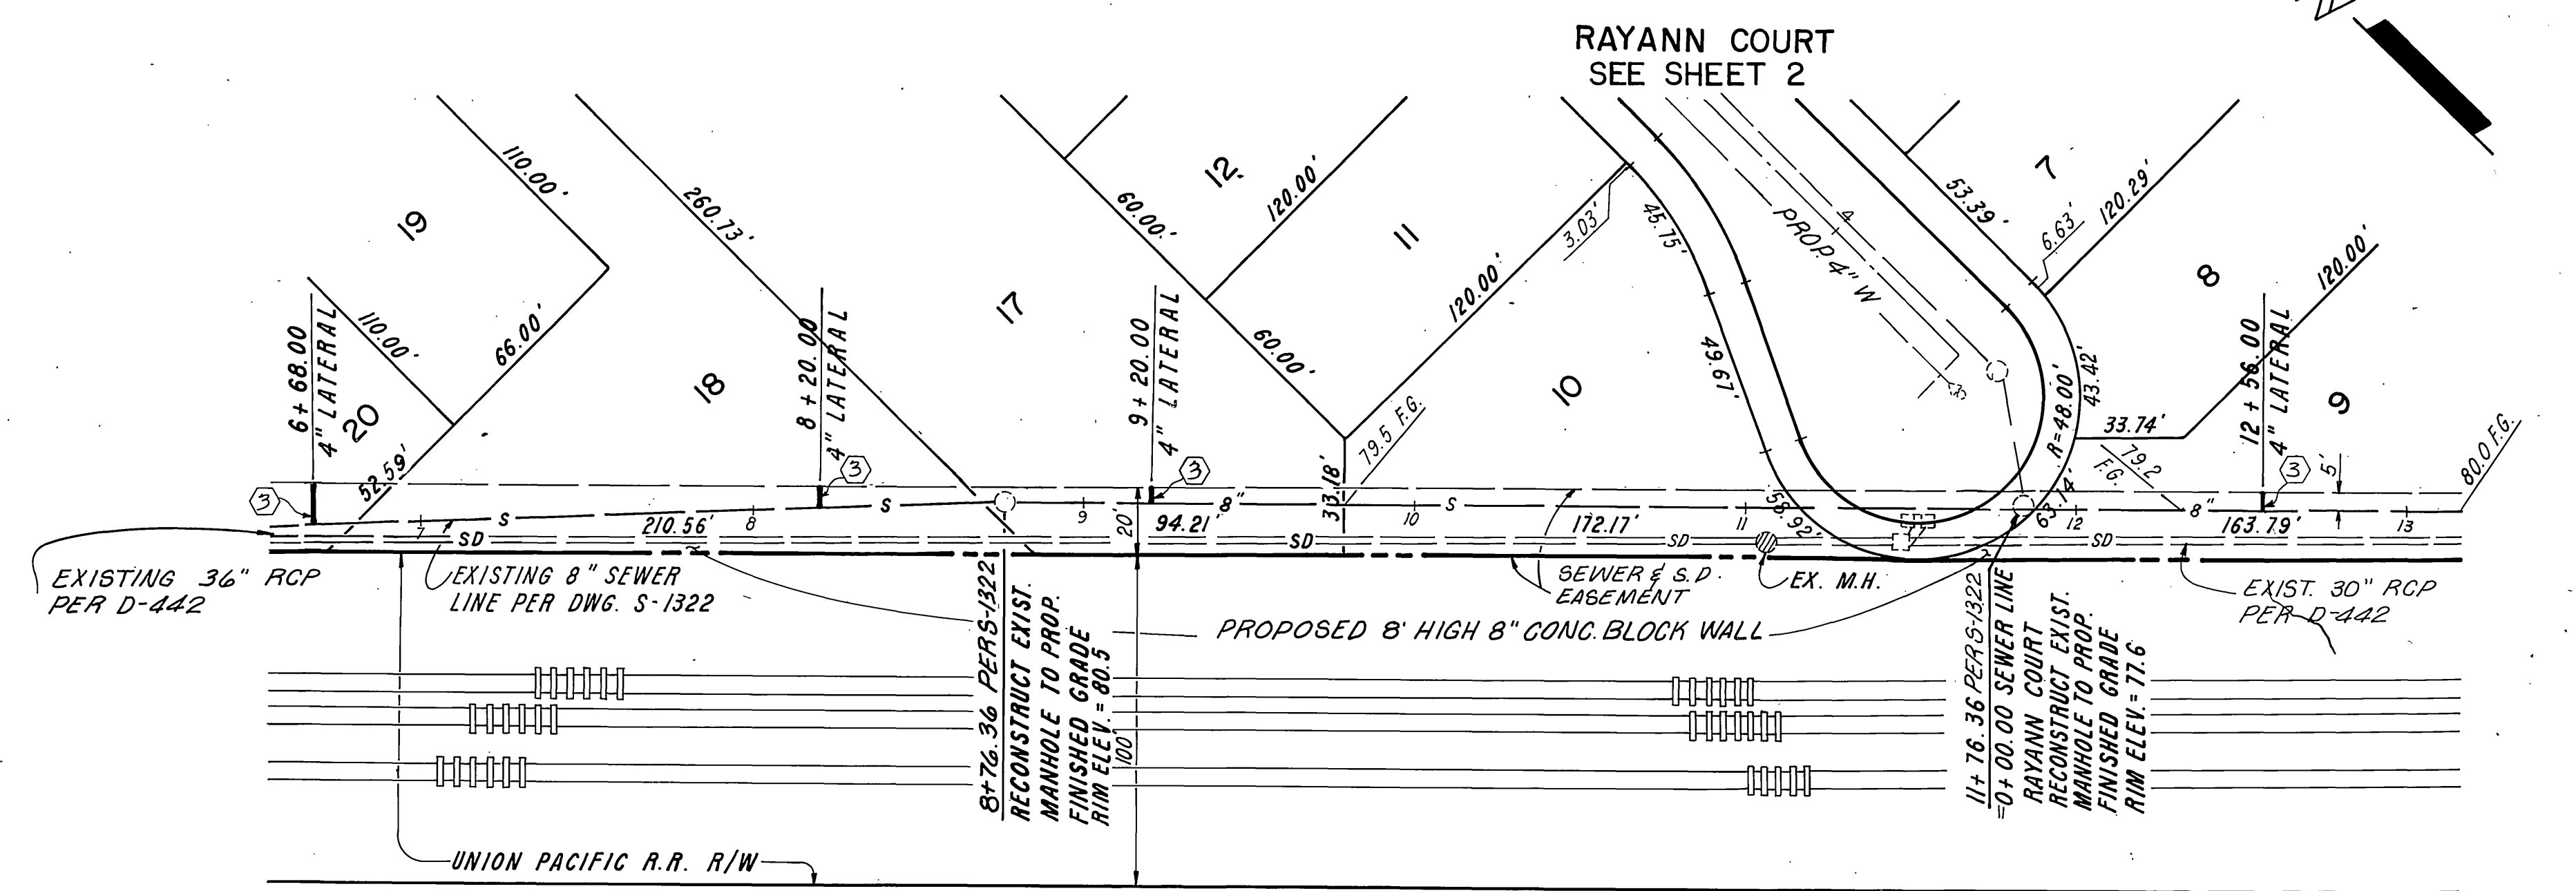 RAYANN COURT
SEE SHEET 2
110.00'
260.73'
19
12
60.00'
120.00'
11
3.03'
45.75'
4
PROP. 4" W
53.39'
7
120.29'
6.63'
8
120.00'
6+68.00
4" LATERAL
110.00'
66.00'
20
18
8+20.00
4" LATERAL
17
9+20.00
4" LATERAL
60.00'
120.00'
10
49.67'
R=48.00'
43.42'
33.74'
12+56.00
4" LATERAL
9
79.5 F.G.
79.2
F.G.
80.0 F.G.
3
52.59'
3
3
33.18'
3
5'
7
S
210.56'
8
S
9
20'
94.21'
8"
10
S
172.17'
11
58.92'
63.14'
12
8"
163.79'
13
SD
SD
SD
SD
EXISTING 36" RCP
PER D-442
EXISTING 8" SEWER
LINE PER DWG. S-1322
8+76.36 PER S-1322
RECONSTRUCT EXIST.
MANHOLE TO PROP.
FINISHED GRADE
RIM ELEV. = 80.5
100'
SEWER & S.D.
EASEMENT
EX. M.H.
PROPOSED 8' HIGH 8" CONC. BLOCK WALL
11+76.36 PER S-1322
=0+00.00 SEWER LINE
RAYANN COURT
RECONSTRUCT EXIST.
MANHOLE TO PROP.
FINISHED GRADE
RIM ELEV. = 77.6
EXIST. 30" RCP
PER D-442
UNION PACIFIC R.R. R/W